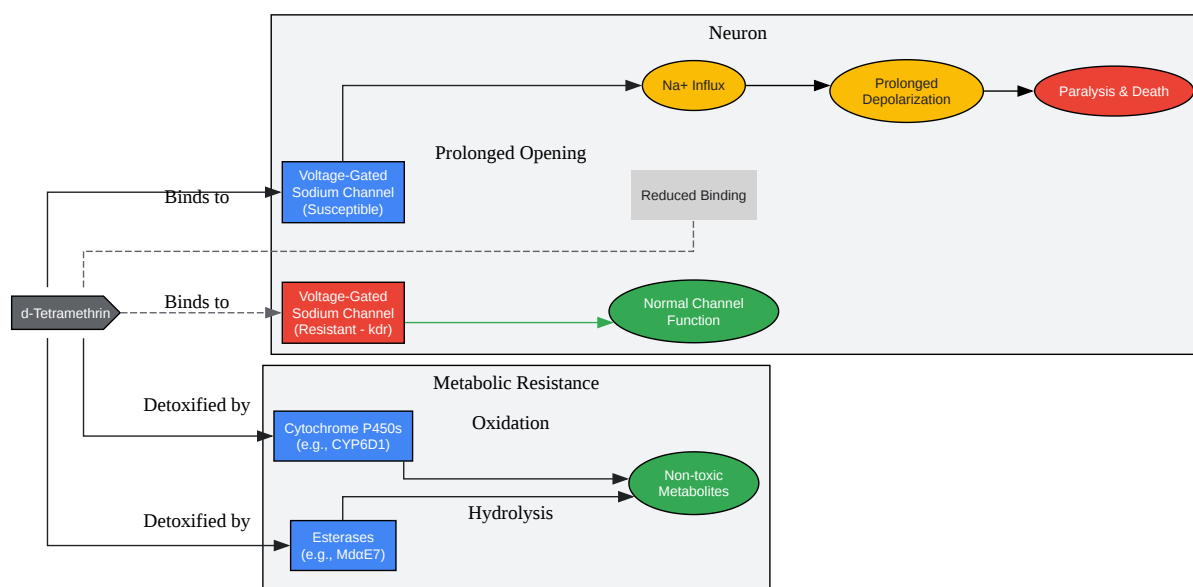 Neuron
Na+ Influx
Prolonged
Depolarization
Paralysis & Death
Prolonged Opening
Voltage-Gated
Sodium Channel
(Susceptible)
Binds to
Reduced Binding
d-Tetramethrin
Binds to
Voltage-Gated
Sodium Channel
(Resistant - kdr)
Normal Channel
Function
Metabolic Resistance
Detoxified by
Oxidation
Cytochrome P450s
(e.g., CYP6D1)
Non-toxic
Metabolites
Detoxified by
Hydrolysis
Esterases
(e.g., MdαE7)